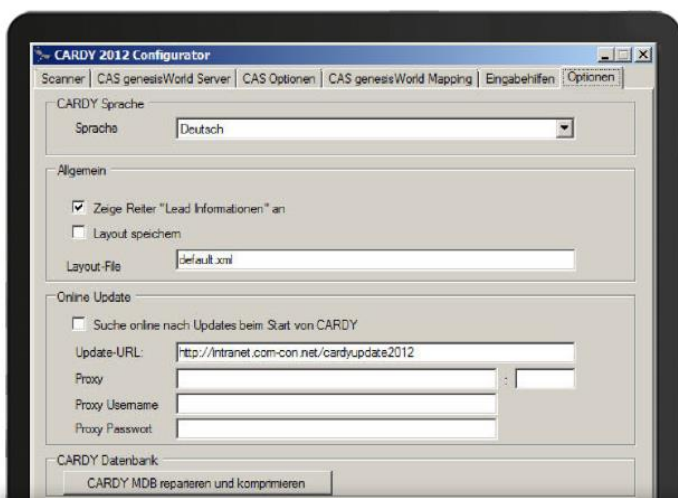 CARDY 2012 Configurator
Scanner CAS genesisWorld Server CAS Optionen CAS genesisWorld Mapping Eingabehilfen Optionen
CARDY Sprache
Sprache Deutsch
Allgemein
Zeige Reiter "Lead Informationen" an
Layout speichern
Layout-File default.xml
Online Update
Suche online nach Updates beim Start von CARDY
Update-URL: http://intranet.com-con.net/cardyupdate2012
Proxy :
Proxy Username
Proxy Passwort
CARDY Datenbank
CARDY MDB reparieren und komprimieren